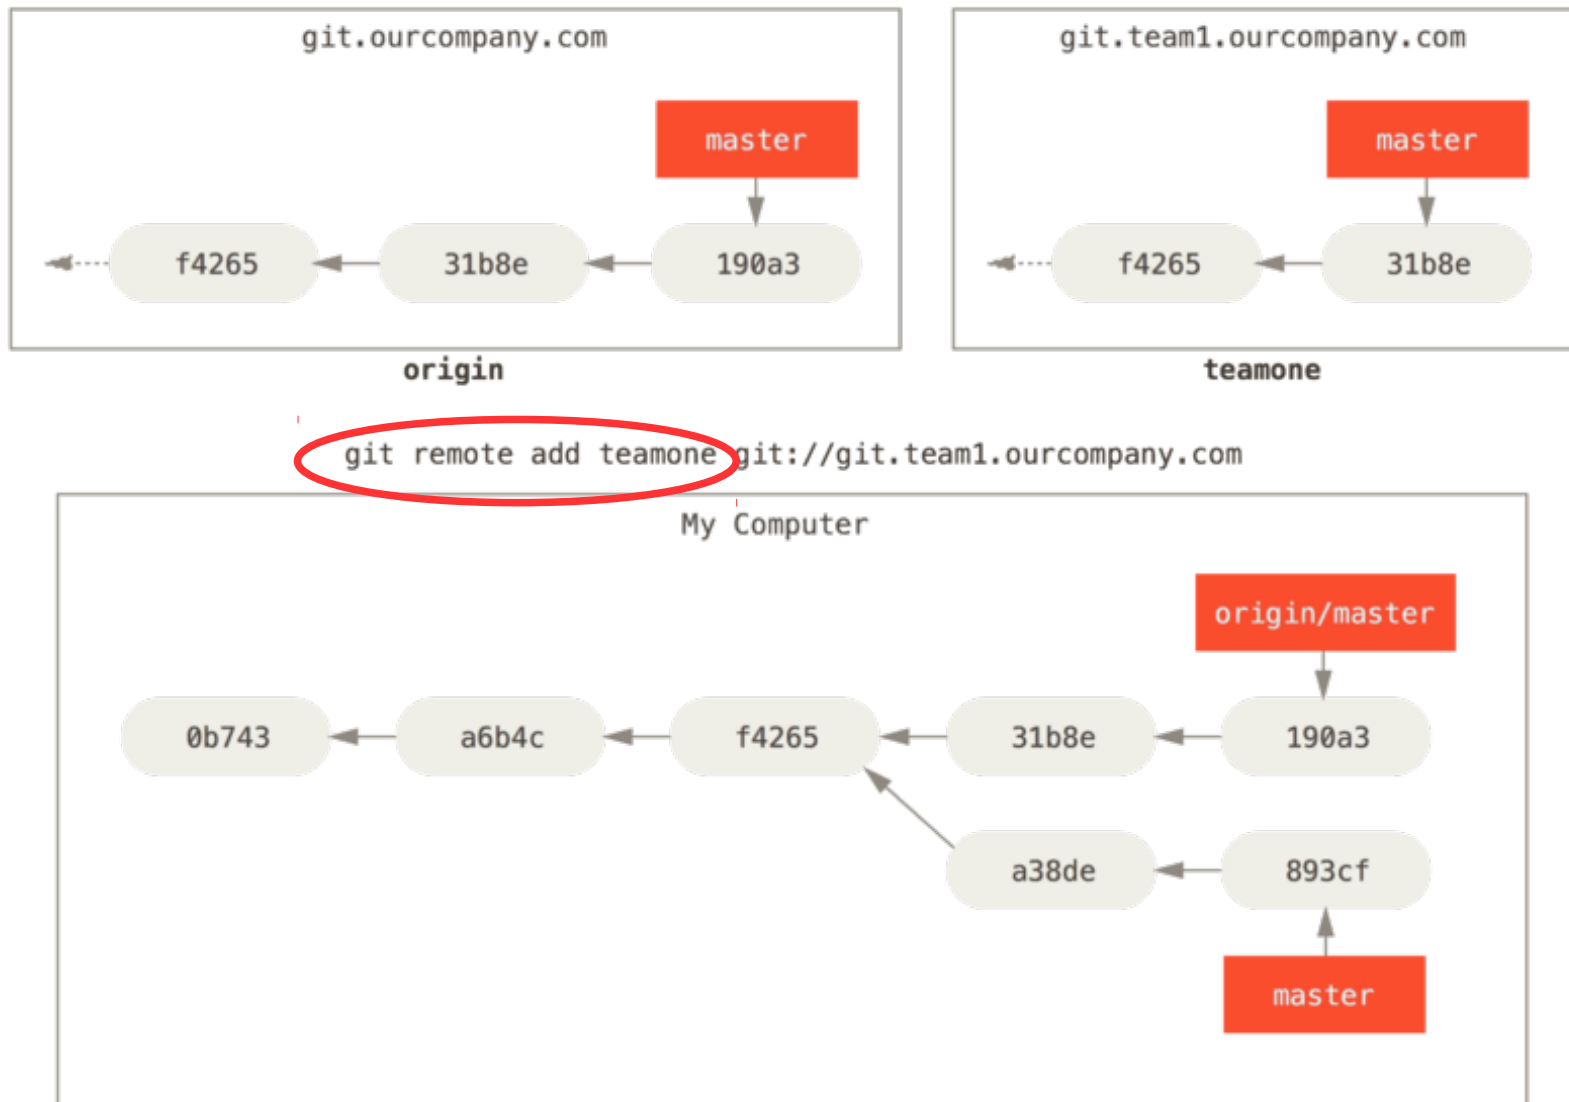 git.ourcompany.com
git.team1.ourcompany.com
master
master
f4265
31b8e
190a3
f4265
31b8e
origin
teamone
git remote add teamone git://git.team1.ourcompany.com
My Computer
origin/master
0b743
a6b4c
f4265
31b8e
190a3
a38de
893cf
master